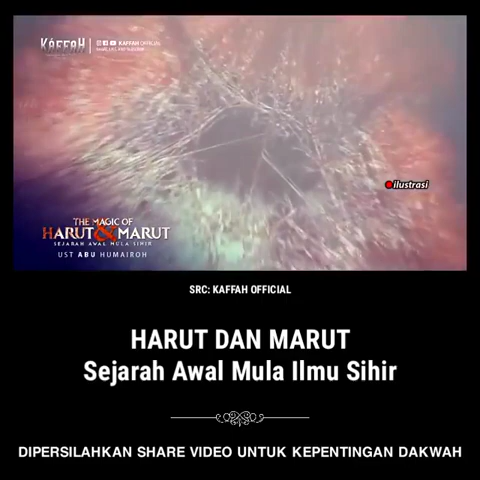 KAFFAH
KAFFAH OFFICIAL
ilustrasi
THE MAGIC OF
HARUT & MARUT
SEJARAH AWAL MULA SIHIR
UST ABU HUMAIROH
SRC: KAFFAH OFFICIAL
HARUT DAN MARUT
Sejarah Awal Mula Ilmu Sihir
DIPERSILAHKAN SHARE VIDEO UNTUK KEPENTINGAN DAKWAH